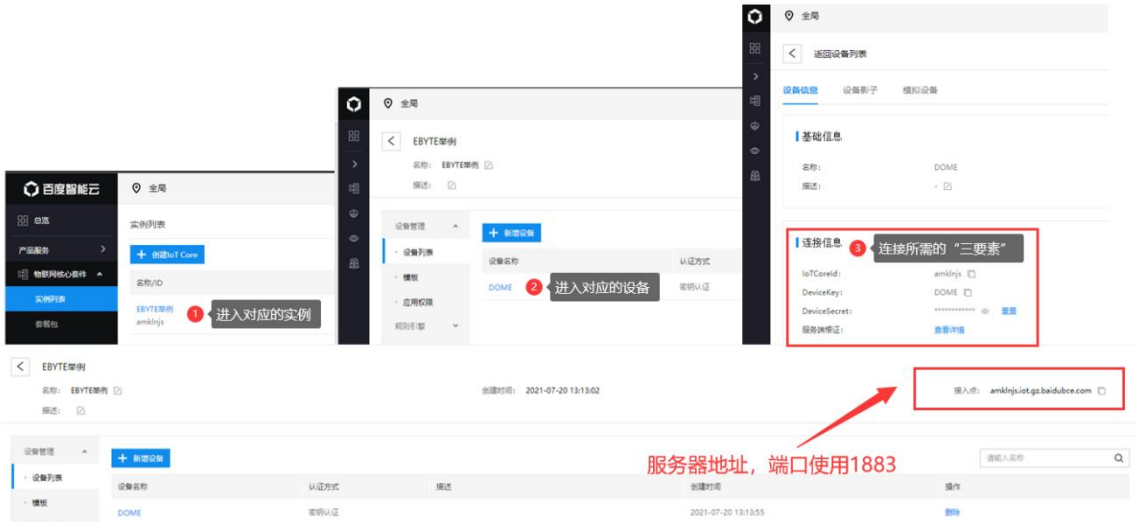 全局
返回设备列表
设备信息 设备影子 模拟设备
基础信息
名称: DOME
描述: -
连接信息
3 连接所需的“三要素”
IoTCoreId: amklnjs
DeviceKey: DOME
DeviceSecret: ************ 重置
服务端模证: 查看详情
全局
EBYTE举例
名称: EBYTE举例
描述:
设备管理
设备列表
模板
应用权限
规则引擎
+ 新增设备
设备名称 认证方式
DOME 密钥认证
2 进入对应的设备
百度智能云
总览
产品服务
物联网核心套件
实例列表
套餐包
全局
实例列表
+ 创建IoT Core
名称/ID
EBYTE举例
amklnjs
1 进入对应的实例
EBYTE举例
名称: EBYTE举例 创建时间: 2021-07-20 13:13:02 接入点: amklnjs.iot.gz.baidubce.com
描述:
服务器地址，端口使用1883
设备管理
设备列表
模板
+ 新增设备 请输入名称
设备名称 认证方式 描述 创建时间 操作
DOME 密钥认证 2021-07-20 13:13:55 删除